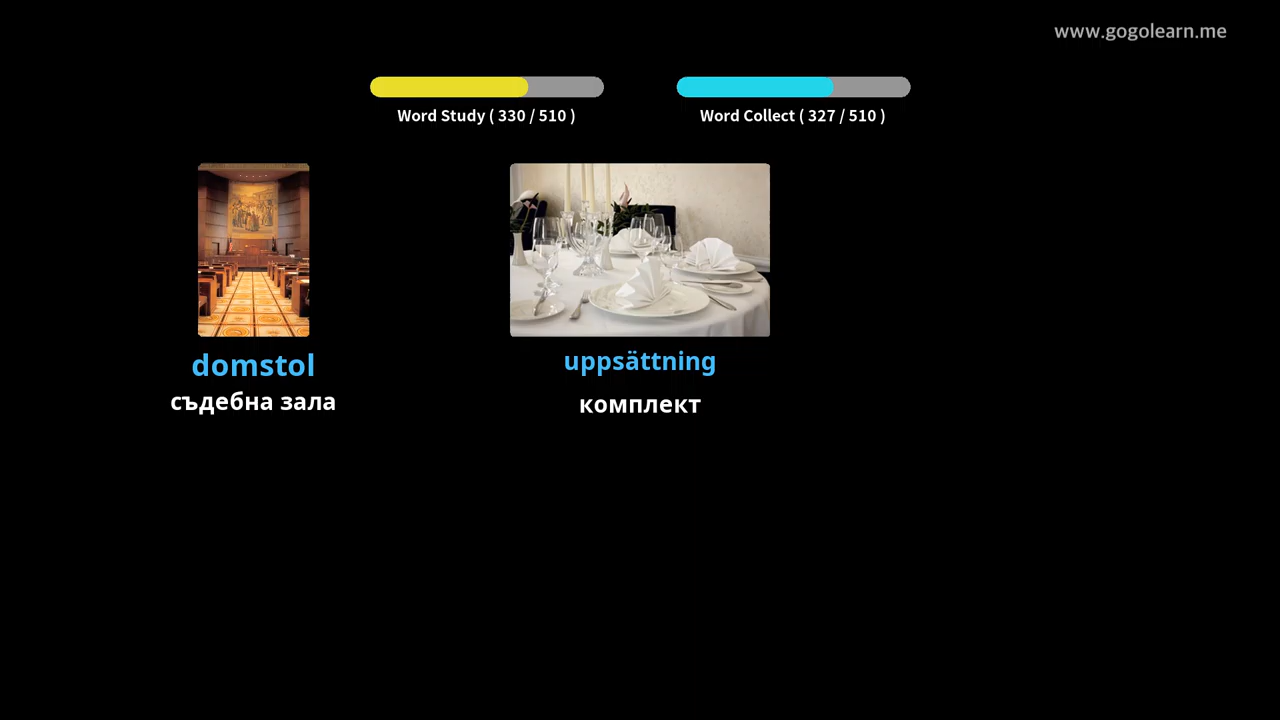 www.gogolearn.me
Word Study ( 330 / 510 )
Word Collect ( 327 / 510 )
domstol
съдебна зала
uppsättning
комплект